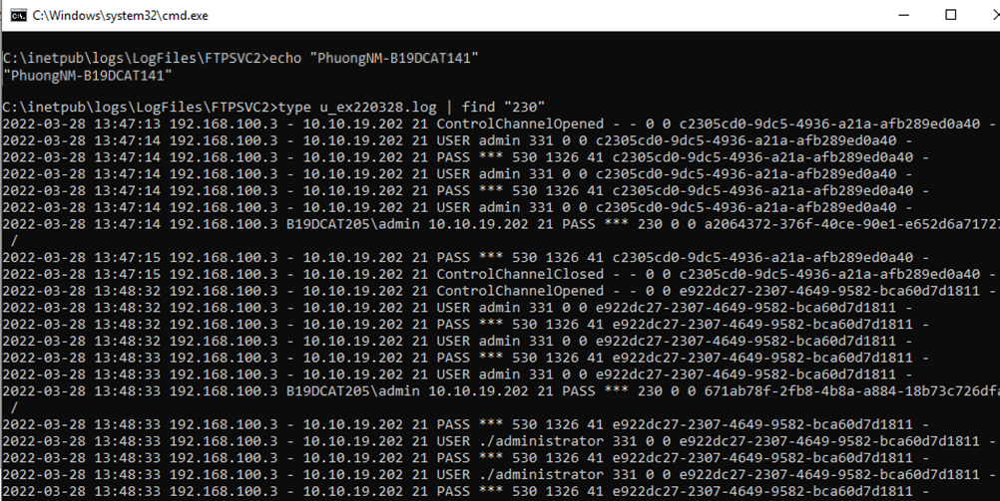 C:\Windows\system32\cmd.exe
C:\inetpub\logs\LogFiles\FTPSVC2>echo "PhuongNM-B19DCAT141"
"PhuongNM-B19DCAT141"
C:\inetpub\logs\LogFiles\FTPSVC2>type u_ex220328.log | find "230"
2022-03-28 13:47:13 192.168.100.3 - 10.10.19.202 21 ControlChannelOpened - - 0 0 c2305cd0-9dc5-4936-a21a-afb289ed0a40 -
2022-03-28 13:47:14 192.168.100.3 - 10.10.19.202 21 USER admin 331 0 0 c2305cd0-9dc5-4936-a21a-afb289ed0a40 -
2022-03-28 13:47:14 192.168.100.3 - 10.10.19.202 21 PASS *** 530 1326 41 c2305cd0-9dc5-4936-a21a-afb289ed0a40 -
2022-03-28 13:47:14 192.168.100.3 - 10.10.19.202 21 USER admin 331 0 0 c2305cd0-9dc5-4936-a21a-afb289ed0a40 -
2022-03-28 13:47:14 192.168.100.3 - 10.10.19.202 21 PASS *** 530 1326 41 c2305cd0-9dc5-4936-a21a-afb289ed0a40 -
2022-03-28 13:47:14 192.168.100.3 - 10.10.19.202 21 USER admin 331 0 0 c2305cd0-9dc5-4936-a21a-afb289ed0a40 -
2022-03-28 13:47:14 192.168.100.3 B19DCAT205\admin 10.10.19.202 21 PASS *** 230 0 0 a2064372-376f-40ce-90e1-e652d6a71727
/
2022-03-28 13:47:15 192.168.100.3 - 10.10.19.202 21 PASS *** 530 1326 41 c2305cd0-9dc5-4936-a21a-afb289ed0a40 -
2022-03-28 13:47:15 192.168.100.3 - 10.10.19.202 21 ControlChannelClosed - - 0 0 c2305cd0-9dc5-4936-a21a-afb289ed0a40 -
2022-03-28 13:48:32 192.168.100.3 - 10.10.19.202 21 ControlChannelOpened - - 0 0 e922dc27-2307-4649-9582-bca60d7d1811 -
2022-03-28 13:48:32 192.168.100.3 - 10.10.19.202 21 USER admin 331 0 0 e922dc27-2307-4649-9582-bca60d7d1811 -
2022-03-28 13:48:32 192.168.100.3 - 10.10.19.202 21 PASS *** 530 1326 41 e922dc27-2307-4649-9582-bca60d7d1811 -
2022-03-28 13:48:32 192.168.100.3 - 10.10.19.202 21 USER admin 331 0 0 e922dc27-2307-4649-9582-bca60d7d1811 -
2022-03-28 13:48:33 192.168.100.3 - 10.10.19.202 21 PASS *** 530 1326 41 e922dc27-2307-4649-9582-bca60d7d1811 -
2022-03-28 13:48:33 192.168.100.3 - 10.10.19.202 21 USER admin 331 0 0 e922dc27-2307-4649-9582-bca60d7d1811 -
2022-03-28 13:48:33 192.168.100.3 B19DCAT205\admin 10.10.19.202 21 PASS *** 230 0 0 671ab78f-2fb8-4b8a-a884-18b73c726dfa
/
2022-03-28 13:48:33 192.168.100.3 - 10.10.19.202 21 PASS *** 530 1326 41 e922dc27-2307-4649-9582-bca60d7d1811 -
2022-03-28 13:48:33 192.168.100.3 - 10.10.19.202 21 USER ./administrator 331 0 0 e922dc27-2307-4649-9582-bca60d7d1811 -
2022-03-28 13:48:33 192.168.100.3 - 10.10.19.202 21 PASS *** 530 1326 41 e922dc27-2307-4649-9582-bca60d7d1811 -
2022-03-28 13:48:33 192.168.100.3 - 10.10.19.202 21 USER ./administrator 331 0 0 e922dc27-2307-4649-9582-bca60d7d1811 -
2022-03-28 13:48:33 192.168.100.3 - 10.10.19.202 21 PASS *** 530 1326 41 e922dc27-2307-4649-9582-bca60d7d1811 -